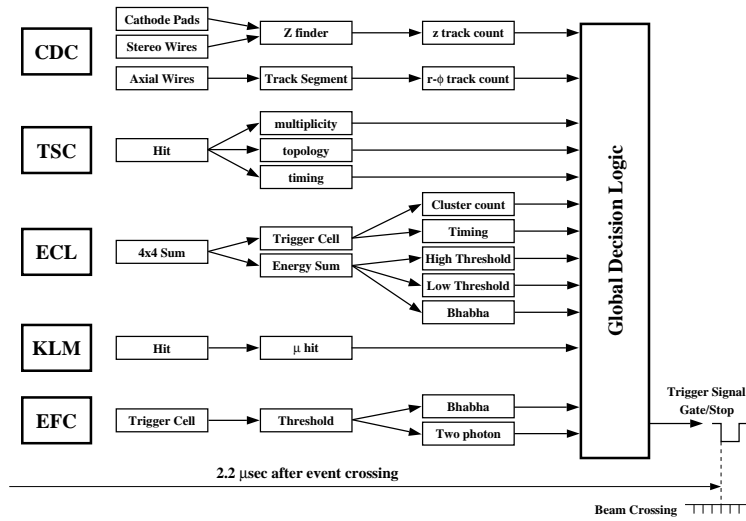 CDC
Cathode Pads
Stereo Wires
Z finder
z track count
Axial Wires
Track Segment
r-φ track count
TSC
Hit
multiplicity
topology
timing
ECL
4x4 Sum
Trigger Cell
Energy Sum
Cluster count
Timing
High Threshold
Low Threshold
Bhabha
KLM
Hit
μ hit
EFC
Trigger Cell
Threshold
Bhabha
Two photon
Global Decision Logic
Trigger Signal
Gate/Stop
2.2 μsec after event crossing
Beam Crossing